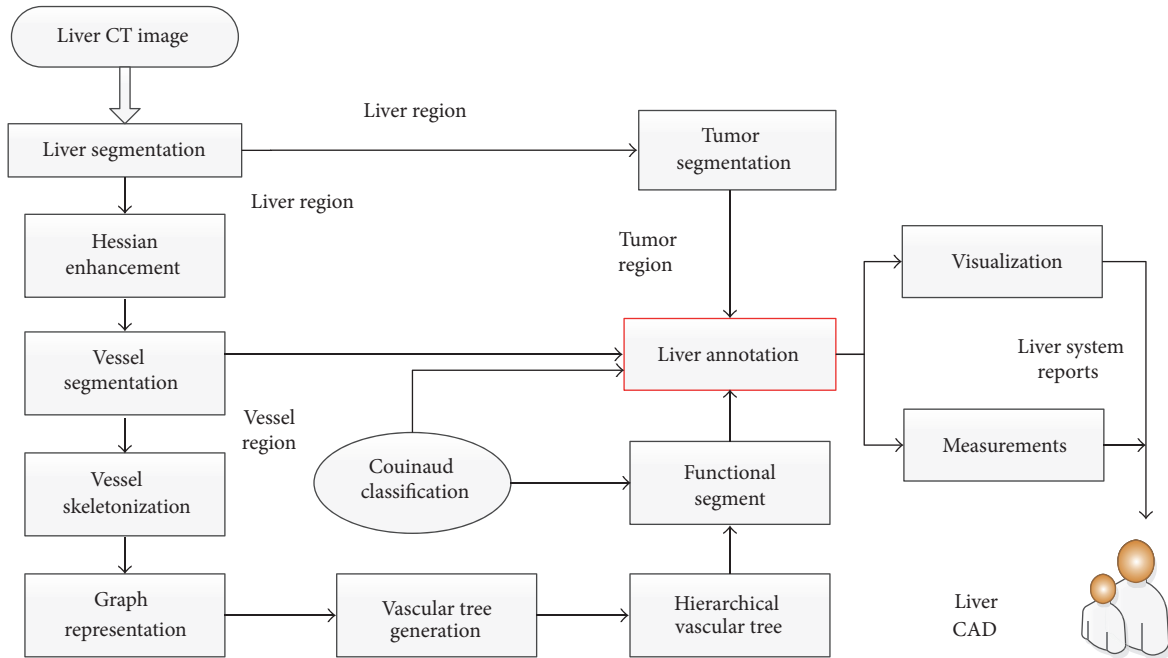 Liver CT image
Liver region
Liver segmentation
Tumor
segmentation
Liver region
Hessian
enhancement
Tumor
region
Visualization
Vessel
segmentation
Liver annotation
Liver system
reports
Vessel
region
Couinaud
classification
Functional
segment
Measurements
Vessel
skeletonization
Graph
representation
Vascular tree
generation
Hierarchical
vascular tree
Liver
CAD